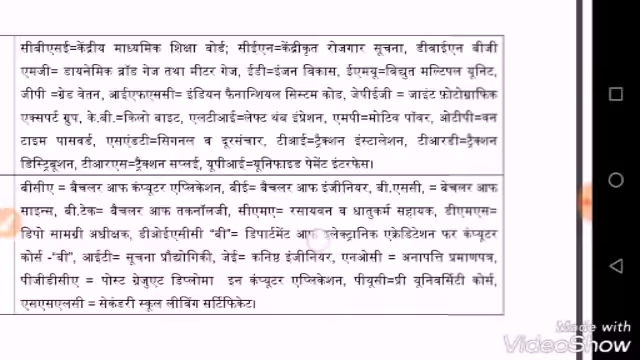 सीबीएसई=केंद्रीय माध्यमिक शिक्षा बोर्ड; सीईएन=केंद्रीकृत रोजगार सूचना, डीवाईएन बीजी
एमजी= डायनेमिक ब्रॉड गेज तथा मीटर गेज, ईडी=इंजन विकास, ईएमयू=विद्युत मल्टिपल यूनिट,
जीपी =ग्रेड वेतन, आईएफएससी= इंडियन फैनान्शियल सिस्टम कोड, जेपीईजी = जाइंट फ़ोटोग्राफिक
एक्सपर्ट ग्रुप, के.बी.=किलो बाइट, एलटीआई=लेफ्ट थंब इंप्रेशन, एमपी=मोटिव पॉवर, ओटीपी=वन
टाइम पासवर्ड, एसएंडटी=सिगनल व दूरसंचार, टीआई=ट्रैक्शन इंस्टालेशन, टीआरडी=ट्रैक्शन
डिस्ट्रिबूशन, टीआरएस=ट्रैक्शन सप्लई, यूपीआई=यूनिफाइड पेमेंट इंटरफेस।
बीसीए = बैचलर आफ कंप्यूटर एप्लिकेशन, बीई= बैचलर आफ इंजीनियर, बी.एससी, = बेचलर आफ
साइन्स, बी.टेक= बैचलर आफ तकनॉलजी, सीएमए= रसायवन व धातुकर्म सहायक, डीएमएस=
डिपो सामग्री अधीक्षक, डीओईएसीसी "बी"= डिपार्टमेंट आफ इलेक्ट्रानिक एक्रेडिटेशन फर कंप्यूटर
कोर्स -"बी", आईटी= सूचना प्रौद्योगिकी, जेई= कनिष्ठ इंजीनियर, एनओसी = अनापत्ति प्रमाणपत्र,
पीजीडीसीए = पोस्ट ग्रेजुएट डिप्लोमा इन कंप्यूटर एप्लिकेशन, पीयूसी=प्री यूनिवर्सिटी कोर्स,
एसएसएलसी = सेकंडरी स्कूल लीविंग सर्टिफिकेट।
Made with
VideoShow